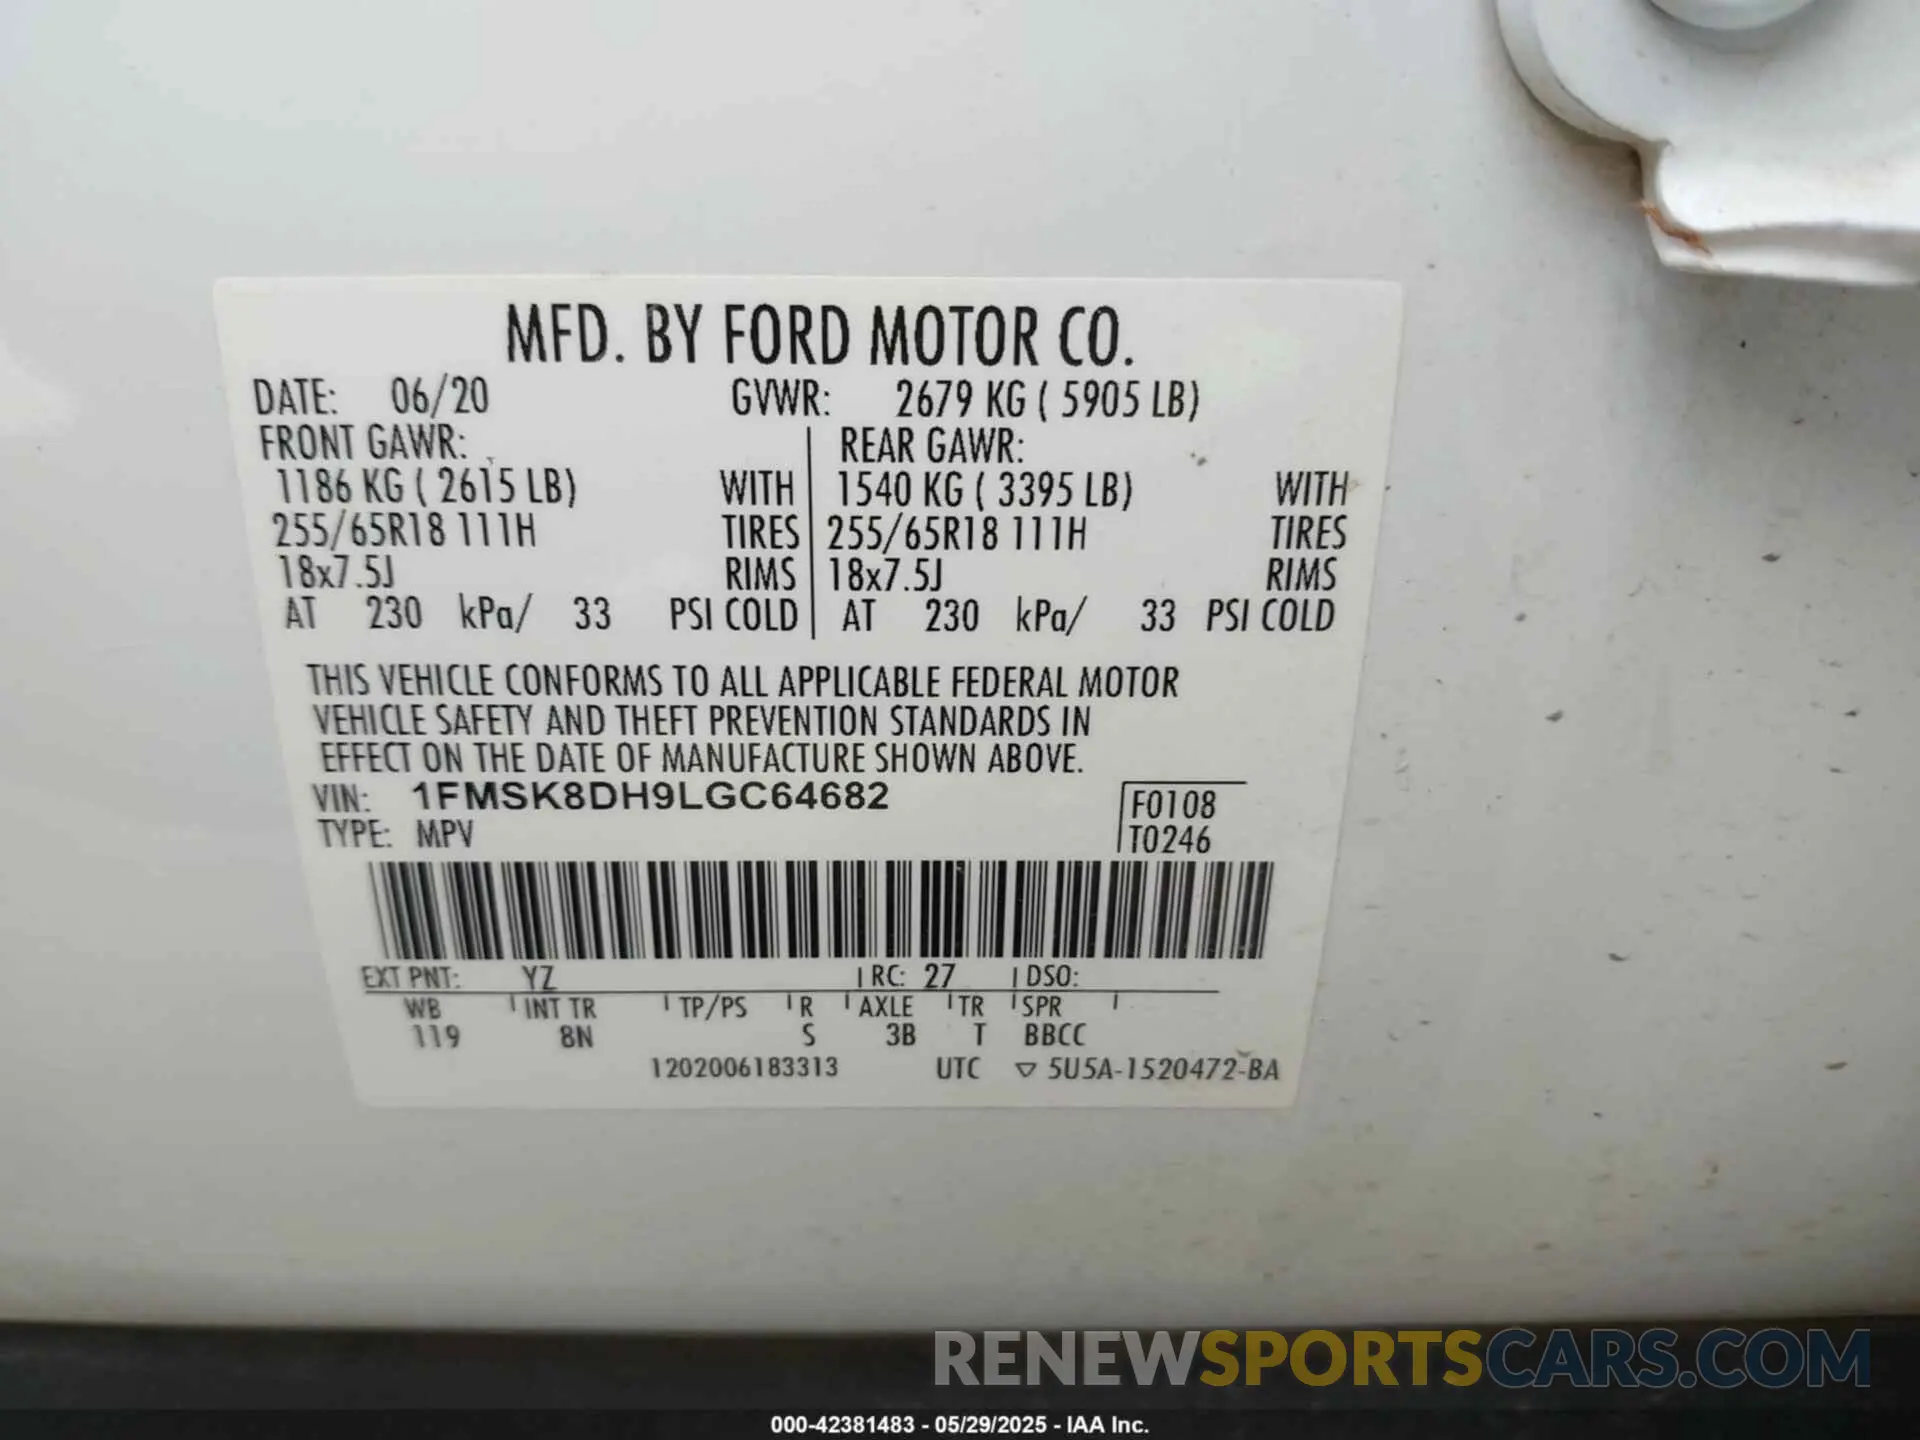 MFD. BY FORD MOTOR CO.
DATE: 06/20 GVWR: 2679 KG ( 5905 LB)
FRONT GAWR: REAR GAWR:
1186 KG ( 2615 LB) WITH 1540 KG ( 3395 LB) WITH
255/65R18 111H TIRES 255/65R18 111H TIRES
18x7.5J RIMS 18x7.5J RIMS
AT 230 kPa/ 33 PSI COLD AT 230 kPa/ 33 PSI COLD
THIS VEHICLE CONFORMS TO ALL APPLICABLE FEDERAL MOTOR
VEHICLE SAFETY AND THEFT PREVENTION STANDARDS IN
EFFECT ON THE DATE OF MANUFACTURE SHOWN ABOVE.
VIN: 1FMSK8DH9LGC64682 F0108
TYPE: MPV T0246
EXT PNT: YZ RC: 27 DSO:
WB INT TR TP/PS R AXLE TR SPR
119 8N S 3B T BBCC
1202006183313 UTC ▽ 5U5A-1520472-BA
RENEWSPORTSCARS.COM
000-42381483 - 05/29/2025 - IAA Inc.